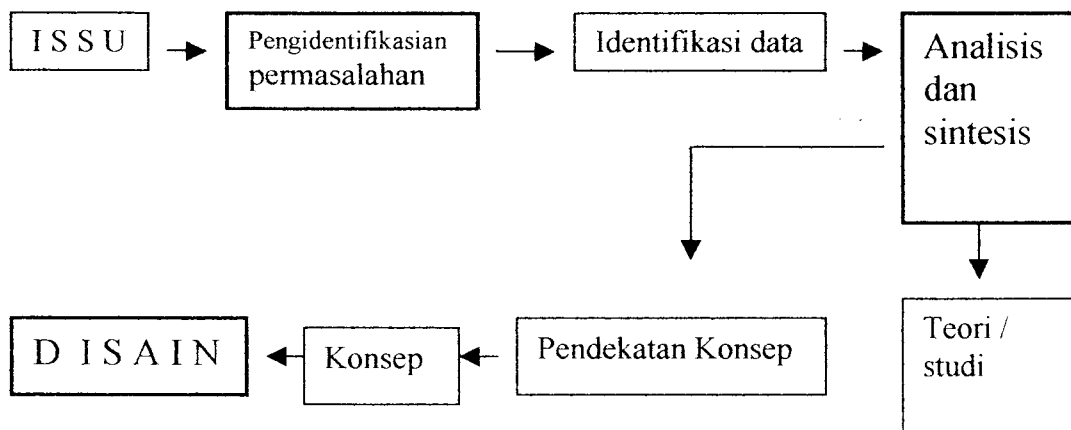 I S S U
Pengidentifikasian
permasalahan
Identifikasi data
Analisis
dan
sintesis
Teori /
studi
Pendekatan Konsep
Konsep
D I S A I N